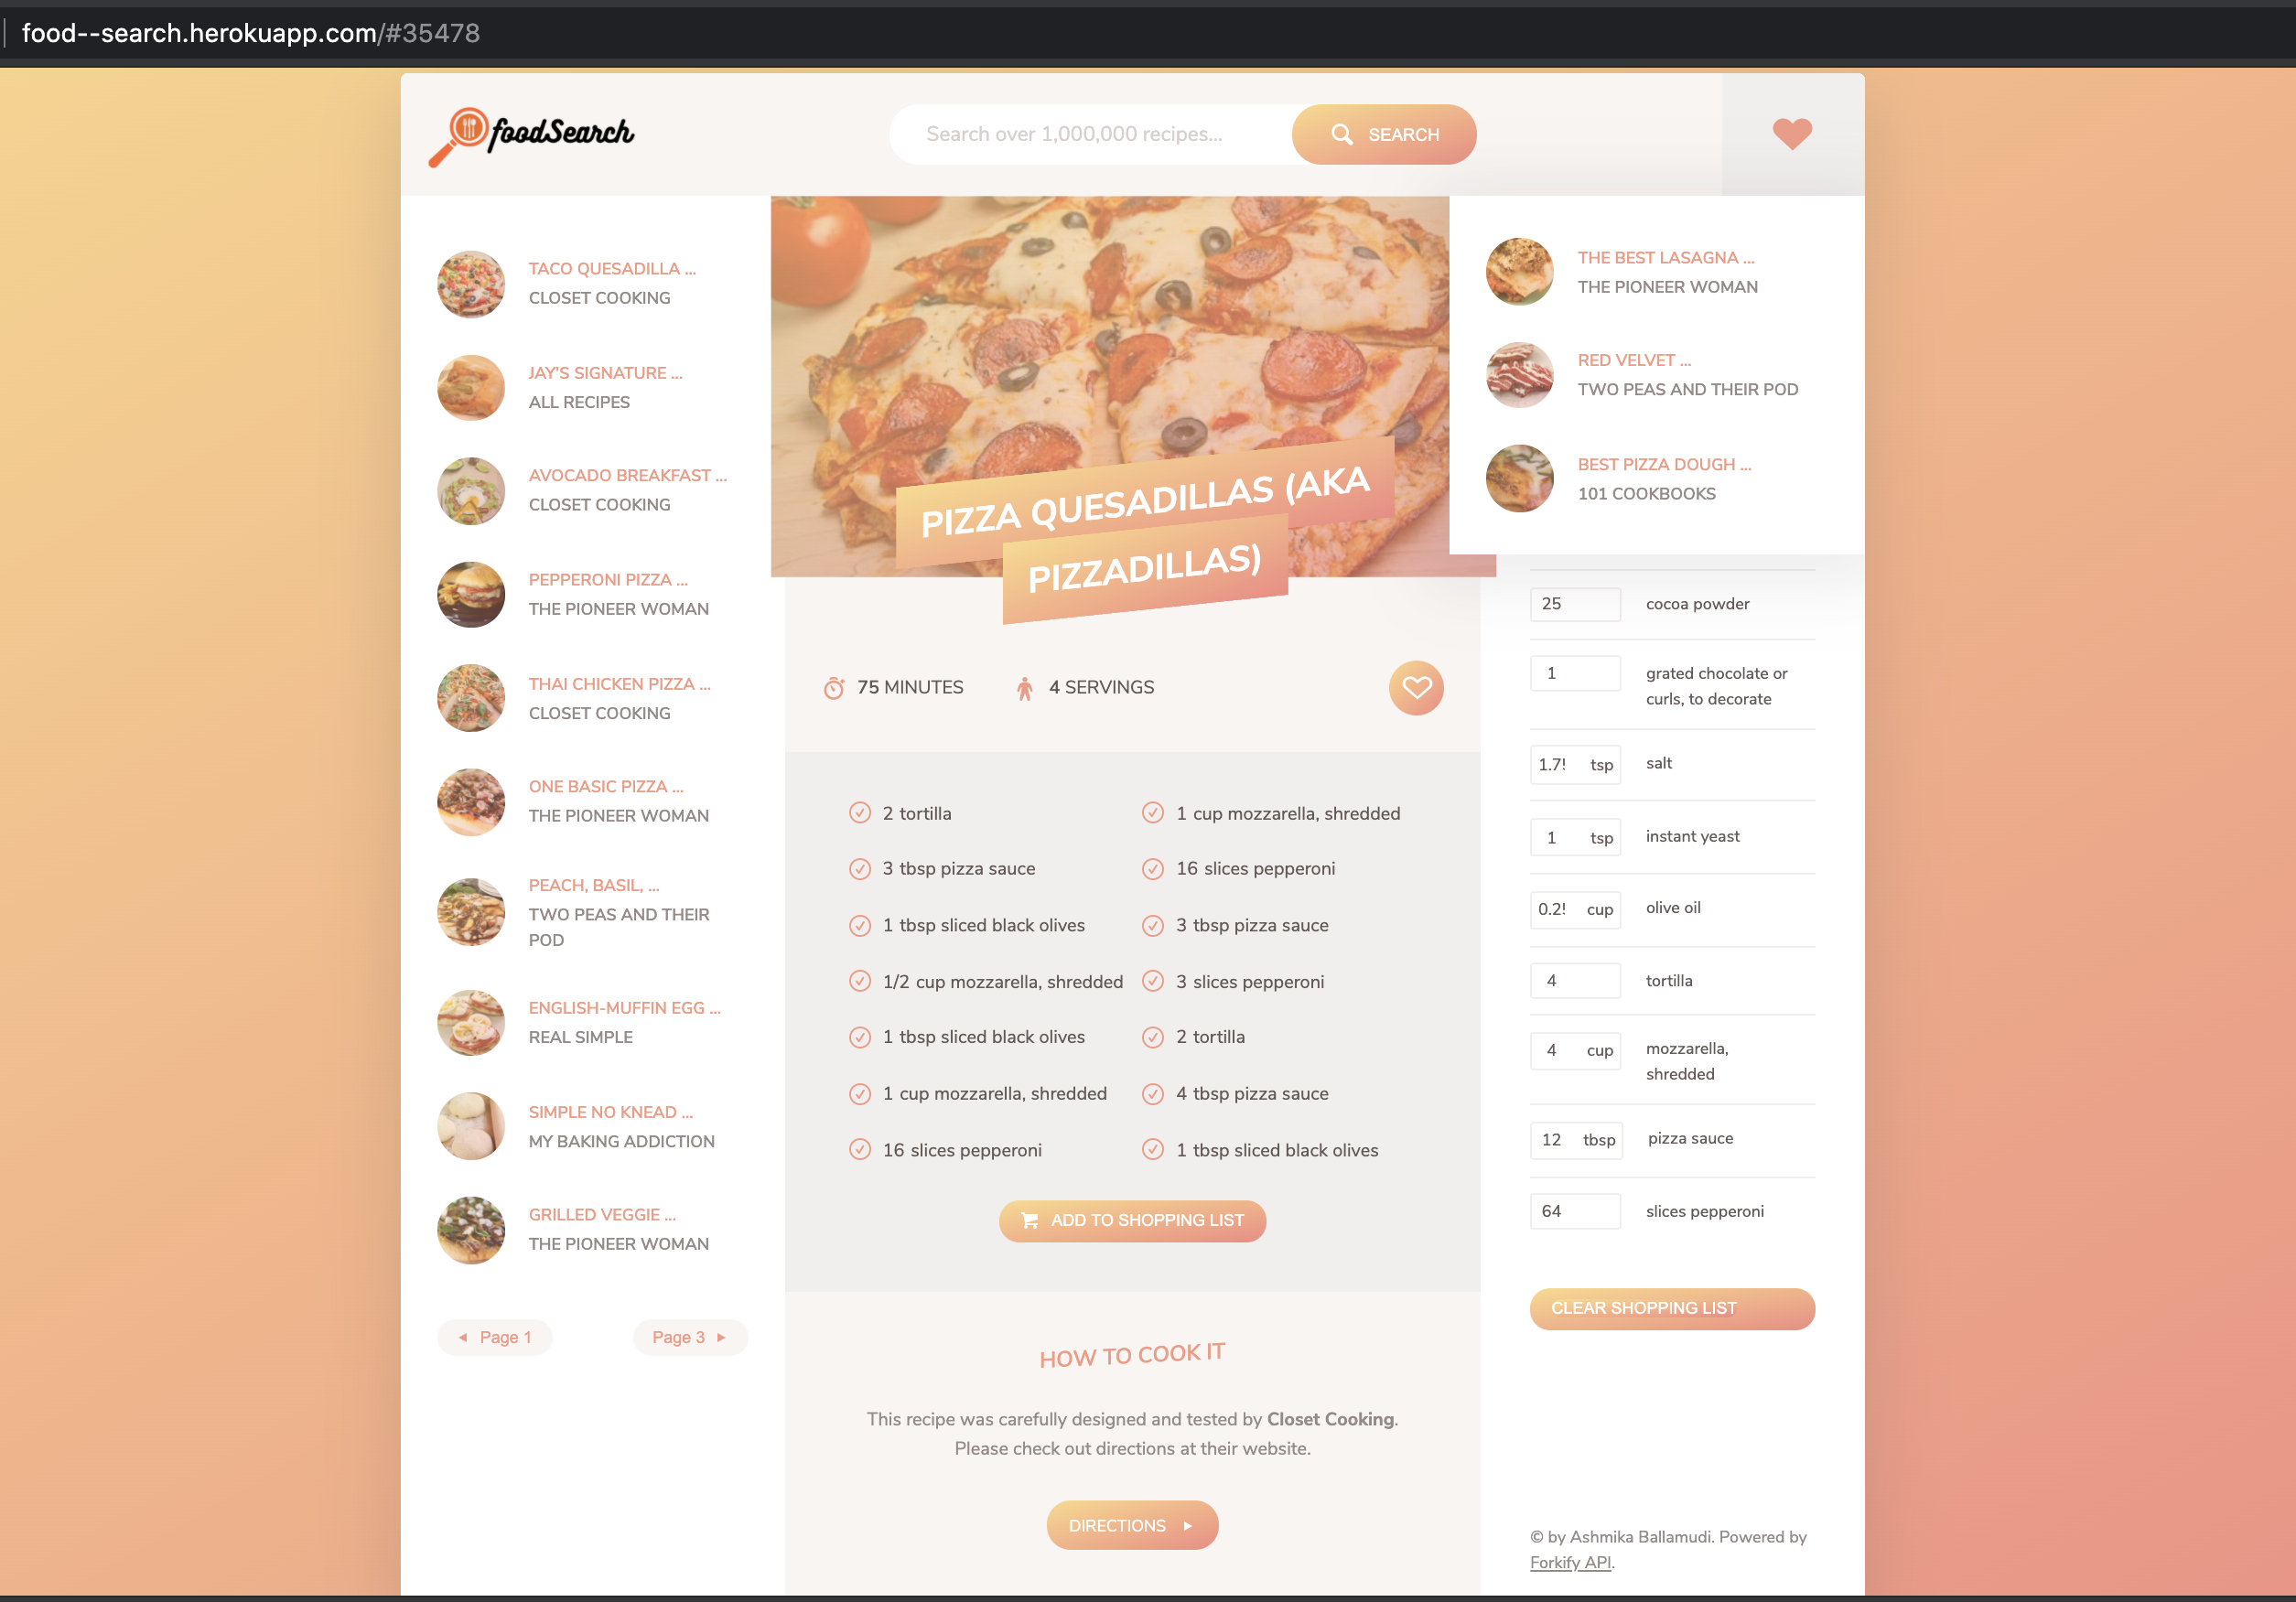 food--search.herokuapp.com/#35478
foodSearch
Search over 1,000,000 recipes...
SEARCH
TACO QUESADILLA ...
CLOSET COOKING
JAY'S SIGNATURE ...
ALL RECIPES
AVOCADO BREAKFAST ...
CLOSET COOKING
PEPPERONI PIZZA ...
THE PIONEER WOMAN
THAI CHICKEN PIZZA ...
CLOSET COOKING
ONE BASIC PIZZA ...
THE PIONEER WOMAN
PEACH, BASIL, ...
TWO PEAS AND THEIR
POD
ENGLISH-MUFFIN EGG ...
REAL SIMPLE
SIMPLE NO KNEAD ...
MY BAKING ADDICTION
GRILLED VEGGIE ...
THE PIONEER WOMAN
Page 1
Page 3
PIZZA QUESADILLAS (AKA
PIZZADILLAS)
75 MINUTES
4 SERVINGS
2 tortilla
1 cup mozzarella, shredded
3 tbsp pizza sauce
16 slices pepperoni
1 tbsp sliced black olives
3 tbsp pizza sauce
1/2 cup mozzarella, shredded
3 slices pepperoni
1 tbsp sliced black olives
2 tortilla
1 cup mozzarella, shredded
4 tbsp pizza sauce
16 slices pepperoni
1 tbsp sliced black olives
ADD TO SHOPPING LIST
HOW TO COOK IT
This recipe was carefully designed and tested by Closet Cooking.
Please check out directions at their website.
DIRECTIONS
THE BEST LASAGNA ...
THE PIONEER WOMAN
RED VELVET ...
TWO PEAS AND THEIR POD
BEST PIZZA DOUGH ...
101 COOKBOOKS
25 cocoa powder
1 grated chocolate or
curls, to decorate
1.7! tsp salt
1 tsp instant yeast
0.2! cup olive oil
4 tortilla
4 cup mozzarella,
shredded
12 tbsp pizza sauce
64 slices pepperoni
CLEAR SHOPPING LIST
© by Ashmika Ballamudi. Powered by
Forkify API.